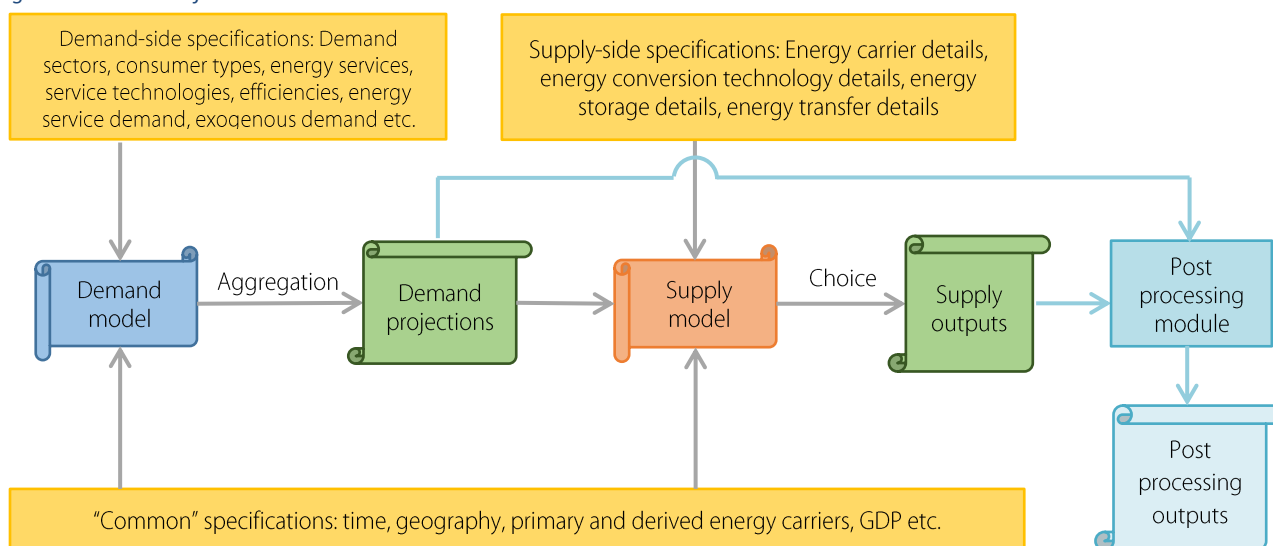 Demand-side specifications: Demand
sectors, consumer types, energy services,
service technologies, efficiencies, energy
service demand, exogenous demand etc.
Supply-side specifications: Energy carrier details,
energy conversion technology details, energy
storage details, energy transfer details
Demand
model
Aggregation
Demand
projections
Supply
model
Choice
Supply
outputs
Post
processing
module
Post
processing
outputs
“Common” specifications: time, geography, primary and derived energy carriers, GDP etc.